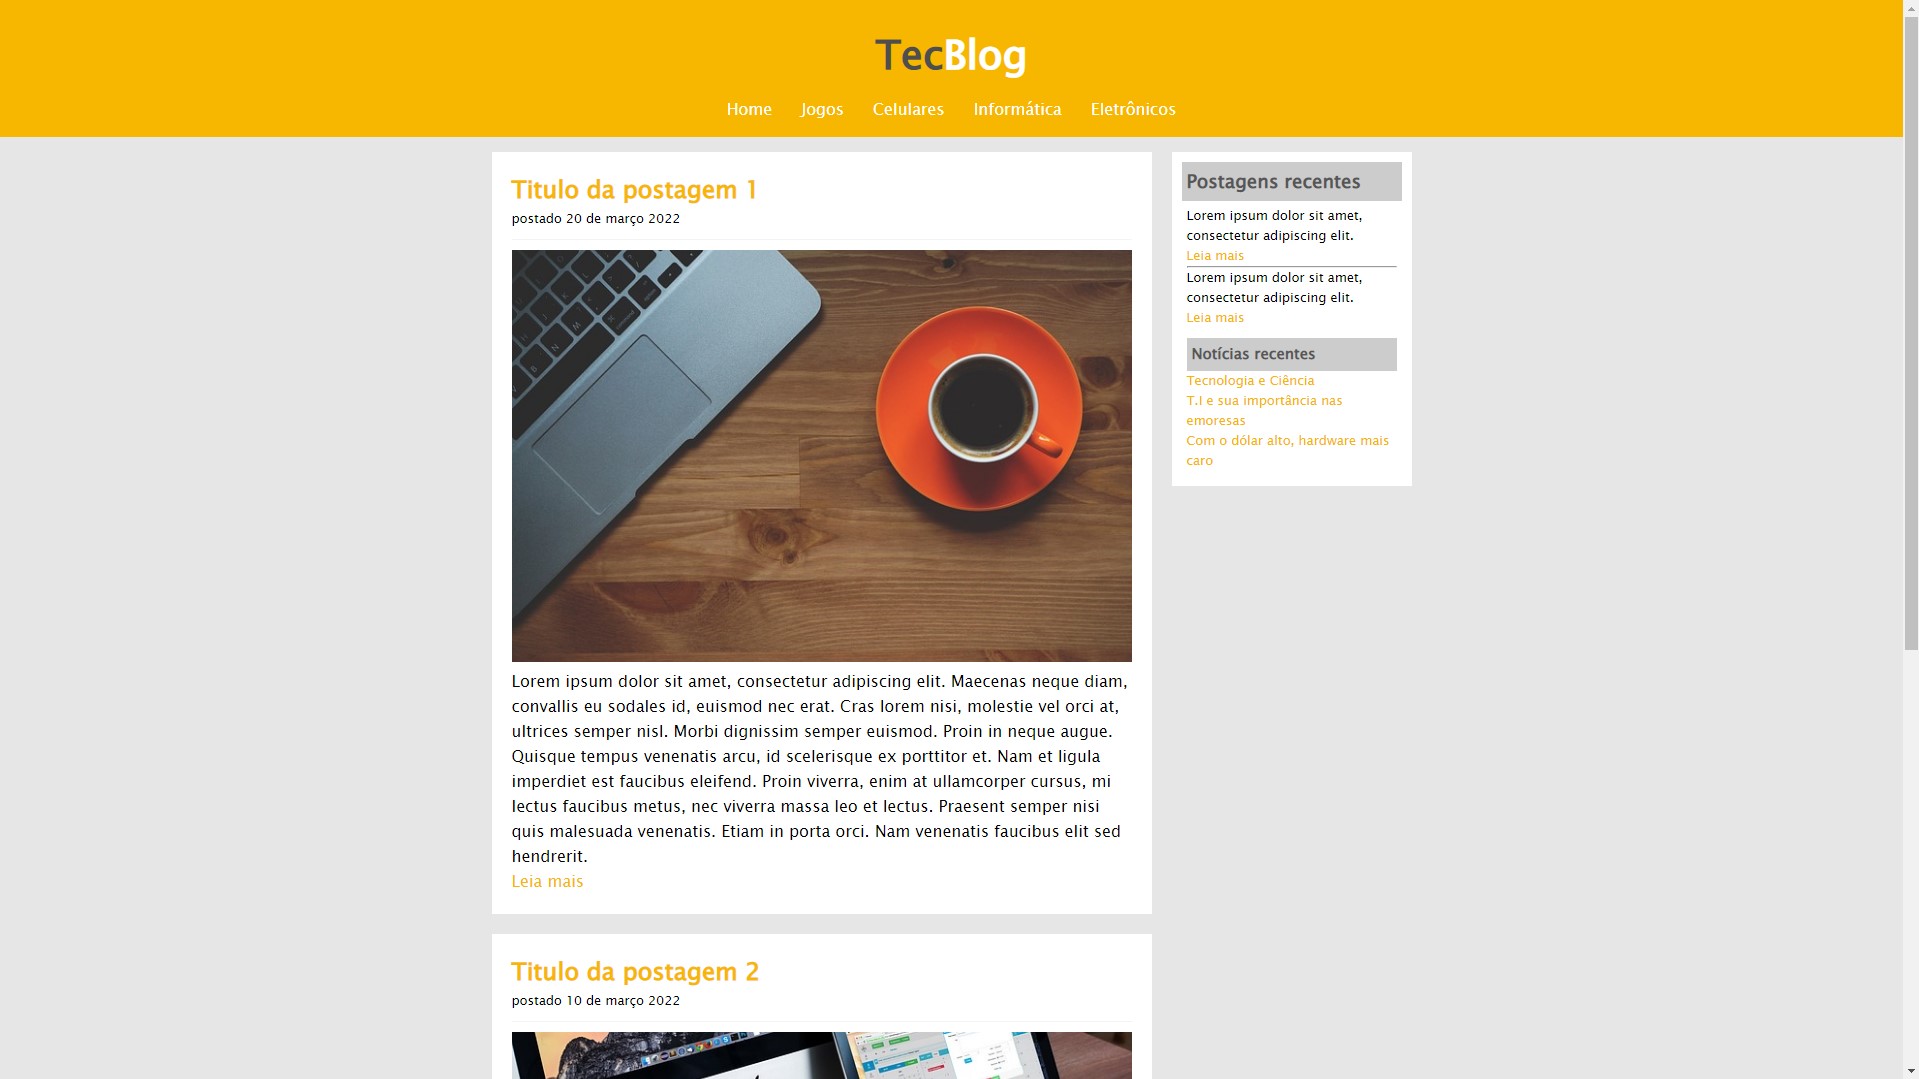 TecBlog
Home Jogos Celulares Informática Eletrônicos
Titulo da postagem 1
postado 20 de março 2022
Lorem ipsum dolor sit amet, consectetur adipiscing elit. Maecenas neque diam,
convallis eu sodales id, euismod nec erat. Cras lorem nisi, molestie vel orci at,
ultrices semper nisl. Morbi dignissim semper euismod. Proin in neque augue.
Quisque tempus venenatis arcu, id scelerisque ex porttitor et. Nam et ligula
imperdiet est faucibus eleifend. Proin viverra, enim at ullamcorper cursus, mi
lectus faucibus metus, nec viverra massa leo et lectus. Praesent semper nisi
quis malesuada venenatis. Etiam in porta orci. Nam venenatis faucibus elit sed
hendrerit.
Leia mais
Titulo da postagem 2
postado 10 de março 2022
Postagens recentes
Lorem ipsum dolor sit amet,
consectetur adipiscing elit.
Leia mais
Lorem ipsum dolor sit amet,
consectetur adipiscing elit.
Leia mais
Notícias recentes
Tecnologia e Ciência
T.I e sua importância nas
emoresas
Com o dólar alto, hardware mais
caro